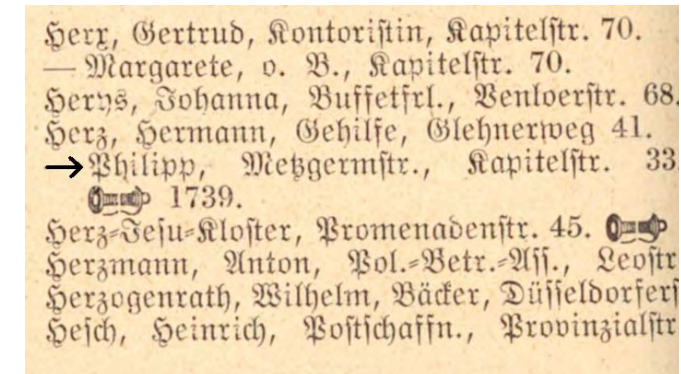 Herx, Gertrud, Kontoristin, Kapitelstr. 70.
— Margarete, o. B., Kapitelstr. 70.
Herys, Johanna, Buffetfrl., Venloerstr. 68.
Herz, Hermann, Gehilfe, Glehnerweg 41.
→ Philipp, Metzgermstr., Kapitelstr. 33
1739.
Herz-Jesu-Kloster, Promenadenstr. 45.
Herzmann, Anton, Pol.-Betr.-Ass., Leostr
Herzogenrath, Wilhelm, Bäcker, Düsseldorfers
Hesch, Heinrich, Postschaffn., Provinzialstr